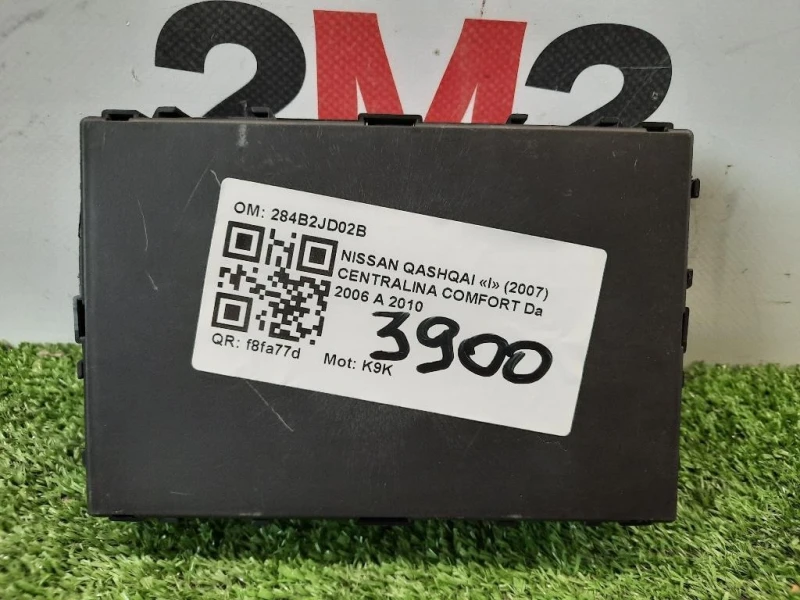 2M2
OM: 284B2JD02B
NISSAN QASHQAI «I» (2007)
CENTRALINA COMFORT Da
2006 A 2010
3900
QR: f8fa77d
Mot: K9K